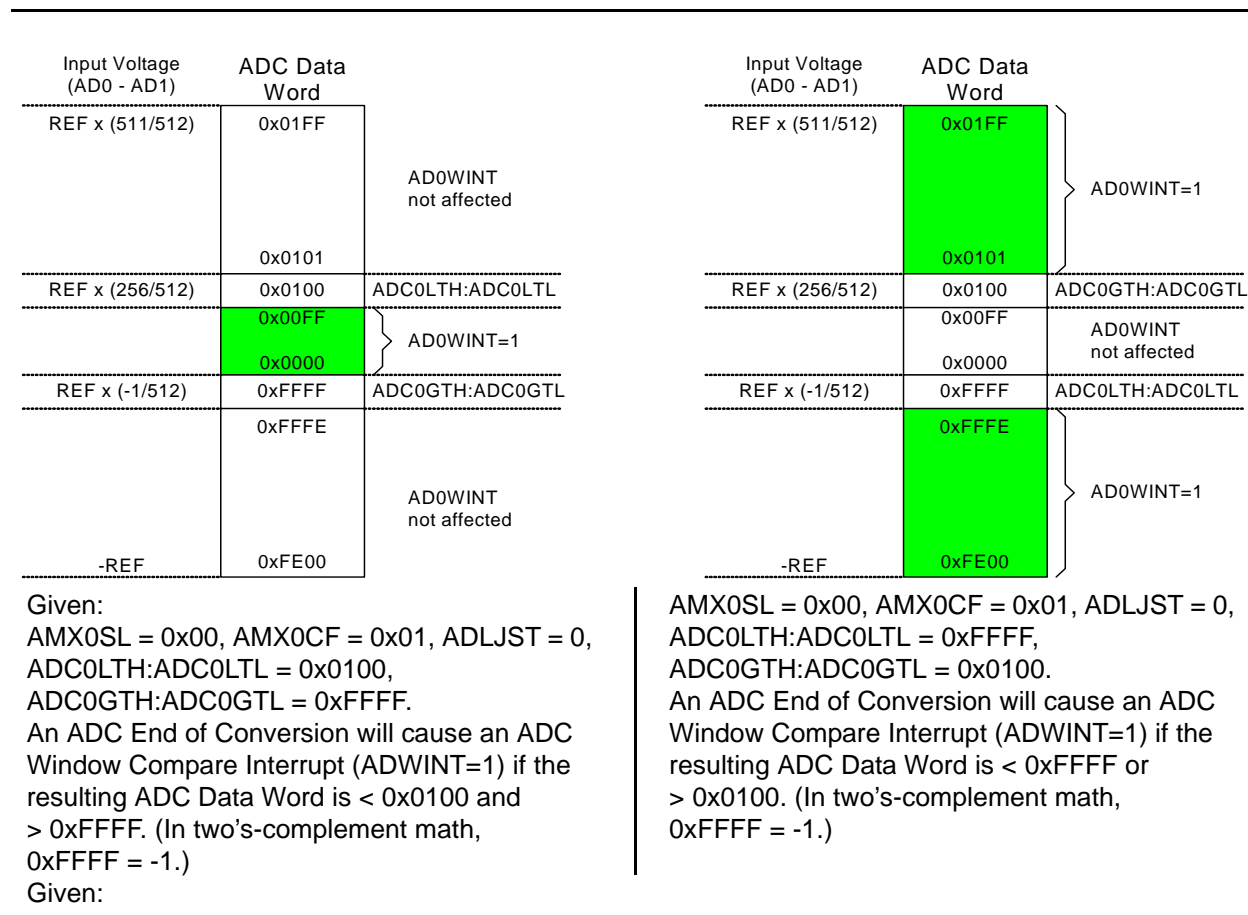 Input Voltage
(AD0 - AD1)
ADC Data
Word
REF x (511/512)
0x01FF
AD0WINT
not affected
0x0101
REF x (256/512)
0x0100
ADC0LTH:ADC0LTL
0x00FF
AD0WINT=1
0x0000
REF x (-1/512)
0xFFFF
ADC0GTH:ADC0GTL
0xFFFE
AD0WINT
not affected
-REF
0xFE00
Given:
AMX0SL = 0x00, AMX0CF = 0x01, ADLJST = 0,
ADC0LTH:ADC0LTL = 0x0100,
ADC0GTH:ADC0GTL = 0xFFFF.
An ADC End of Conversion will cause an ADC
Window Compare Interrupt (ADWINT=1) if the
resulting ADC Data Word is < 0x0100 and
> 0xFFFF. (In two's-complement math,
0xFFFF = -1.)
Given:
Input Voltage
(AD0 - AD1)
ADC Data
Word
REF x (511/512)
0x01FF
AD0WINT=1
0x0101
REF x (256/512)
0x0100
ADC0GTH:ADC0GTL
0x00FF
AD0WINT
not affected
0x0000
REF x (-1/512)
0xFFFF
ADC0LTH:ADC0LTL
0xFFFE
AD0WINT=1
-REF
0xFE00
AMX0SL = 0x00, AMX0CF = 0x01, ADLJST = 0,
ADC0LTH:ADC0LTL = 0xFFFF,
ADC0GTH:ADC0GTL = 0x0100.
An ADC End of Conversion will cause an ADC
Window Compare Interrupt (ADWINT=1) if the
resulting ADC Data Word is < 0xFFFF or
> 0x0100. (In two's-complement math,
0xFFFF = -1.)